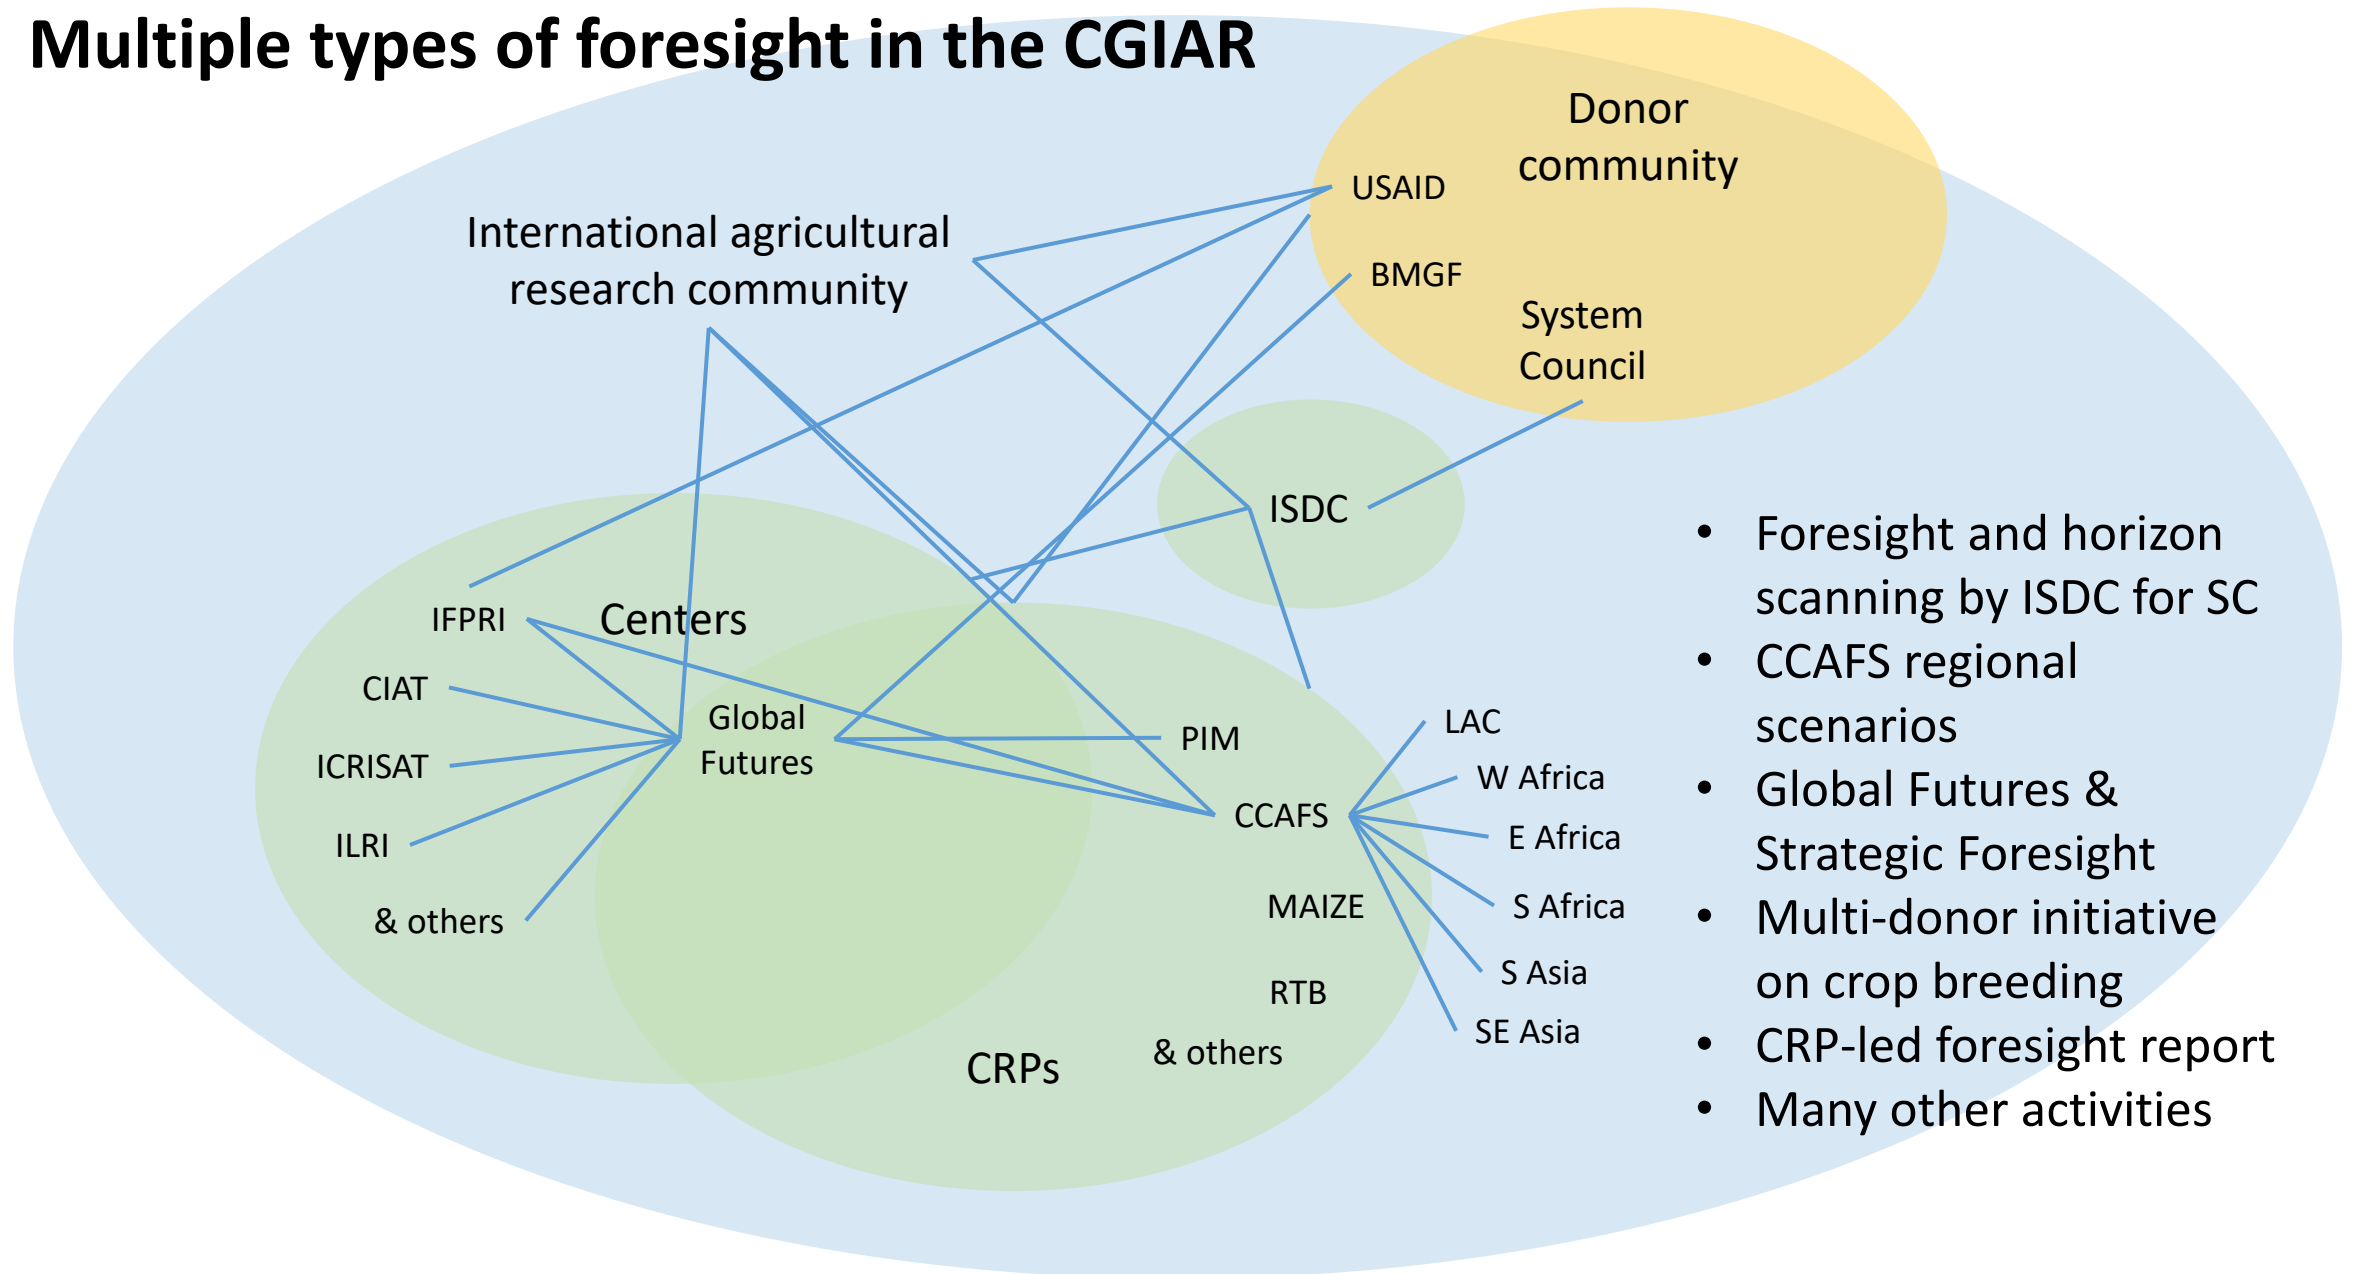 Multiple types of foresight in the CGIAR
Donor
community
USAID
International agricultural
research community
BMGF
System
Council
ISDC
IFPRI
Centers
CIAT
Global
Futures
ICRISAT
ILRI
& others
PIM
CCAFS
MAIZE
RTB
& others
CRPs
LAC
W Africa
E Africa
S Africa
S Asia
SE Asia
• Foresight and horizon
scanning by ISDC for SC
• CCAFS regional
scenarios
• Global Futures &
Strategic Foresight
• Multi-donor initiative
on crop breeding
• CRP-led foresight report
• Many other activities